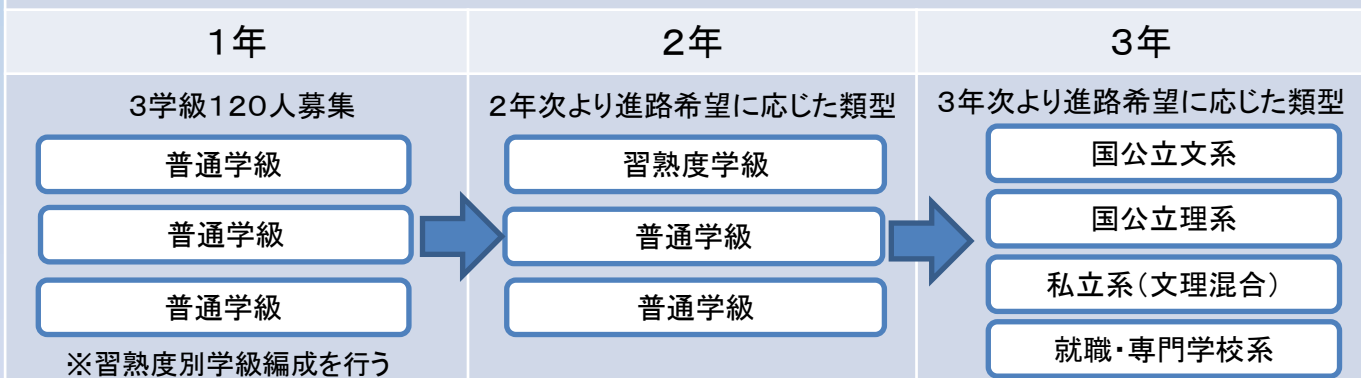 1年
3学級120人募集
普通学級
普通学級
普通学級
※習熟度別学級編成を行う
2年
2年次より進路希望に応じた類型
習熟度学級
普通学級
普通学級
3年
3年次より進路希望に応じた類型
国公立文系
国公立理系
私立系(文理混合)
就職・専門学校系